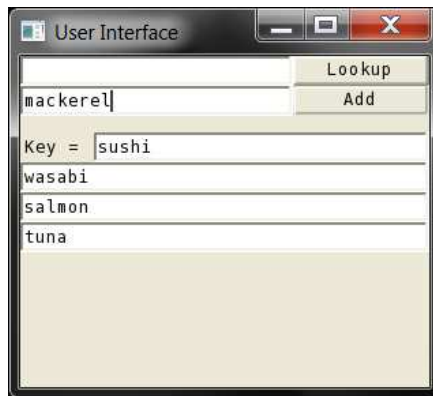 User Interface
Lookup
mackerel Add
Key = sushi
wasabi
salmon
tuna